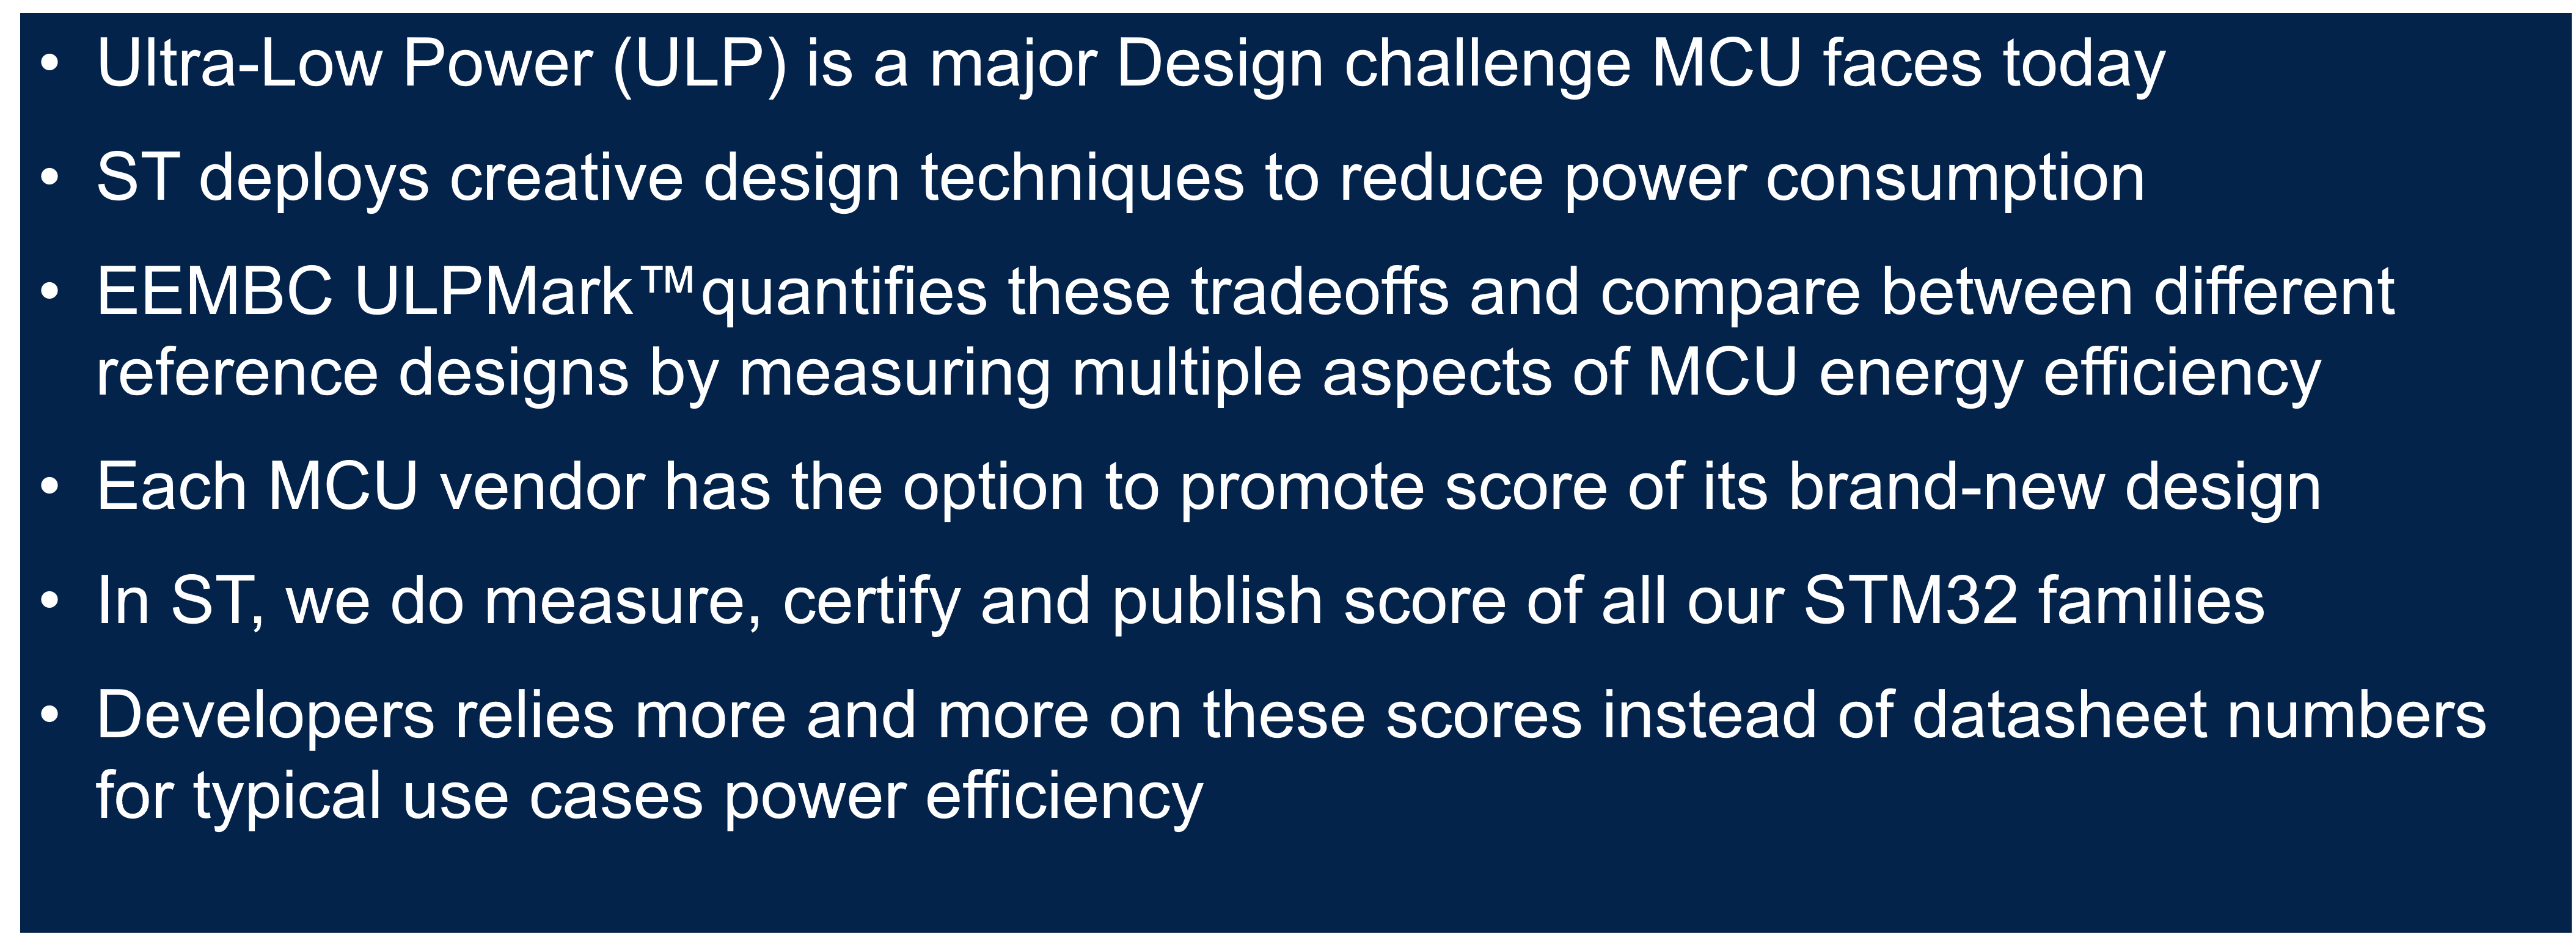 • Ultra-Low Power (ULP) is a major Design challenge MCU faces today
• ST deploys creative design techniques to reduce power consumption
• EEMBC ULPMark™quantifies these tradeoffs and compare between different
reference designs by measuring multiple aspects of MCU energy efficiency
• Each MCU vendor has the option to promote score of its brand-new design
• In ST, we do measure, certify and publish score of all our STM32 families
• Developers relies more and more on these scores instead of datasheet numbers
for typical use cases power efficiency